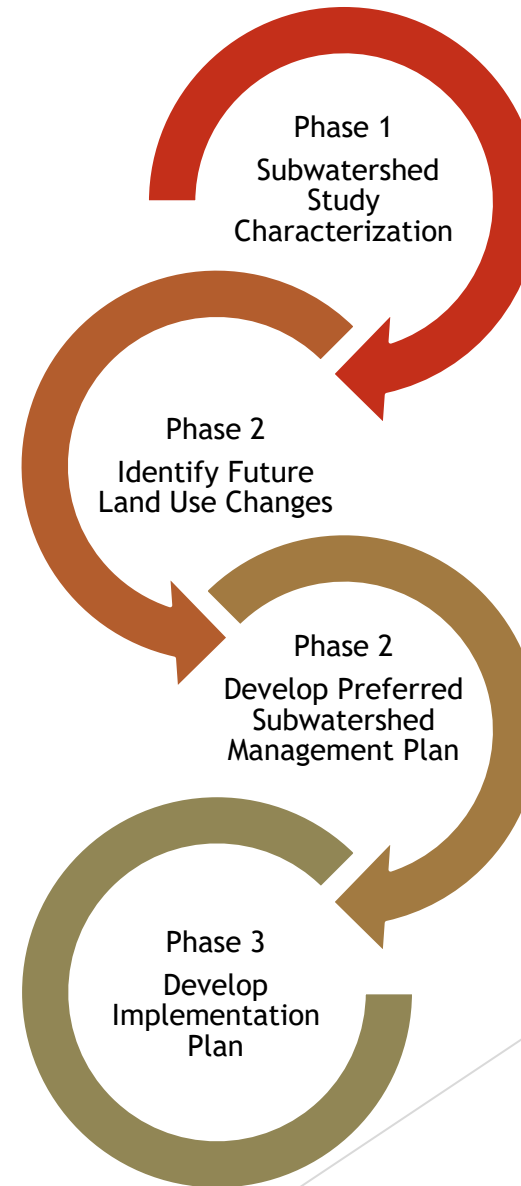 Phase 1
Subwatershed
Study
Characterization
Phase 2
Identify Future
Land Use Changes
Phase 2
Develop Preferred
Subwatershed
Management Plan
Phase 3
Develop
Implementation
Plan